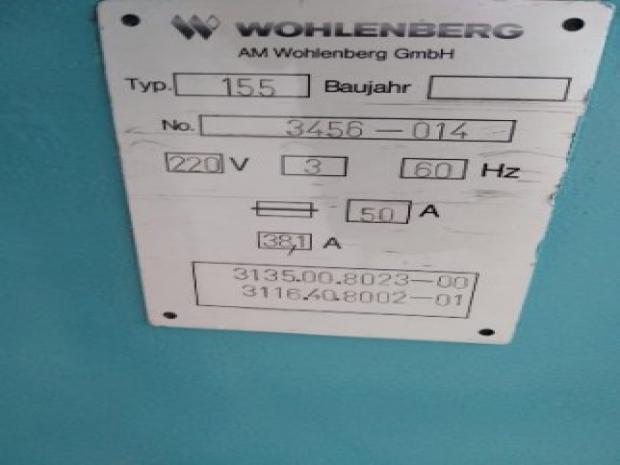 WOHLENBERG
AM Wohlenberg GmbH
Typ. 155 Baujahr
No. 3456-014
220 V 3 60 Hz
50 A
38,1 A
3135.00.8023-00
3116.40.8002-01